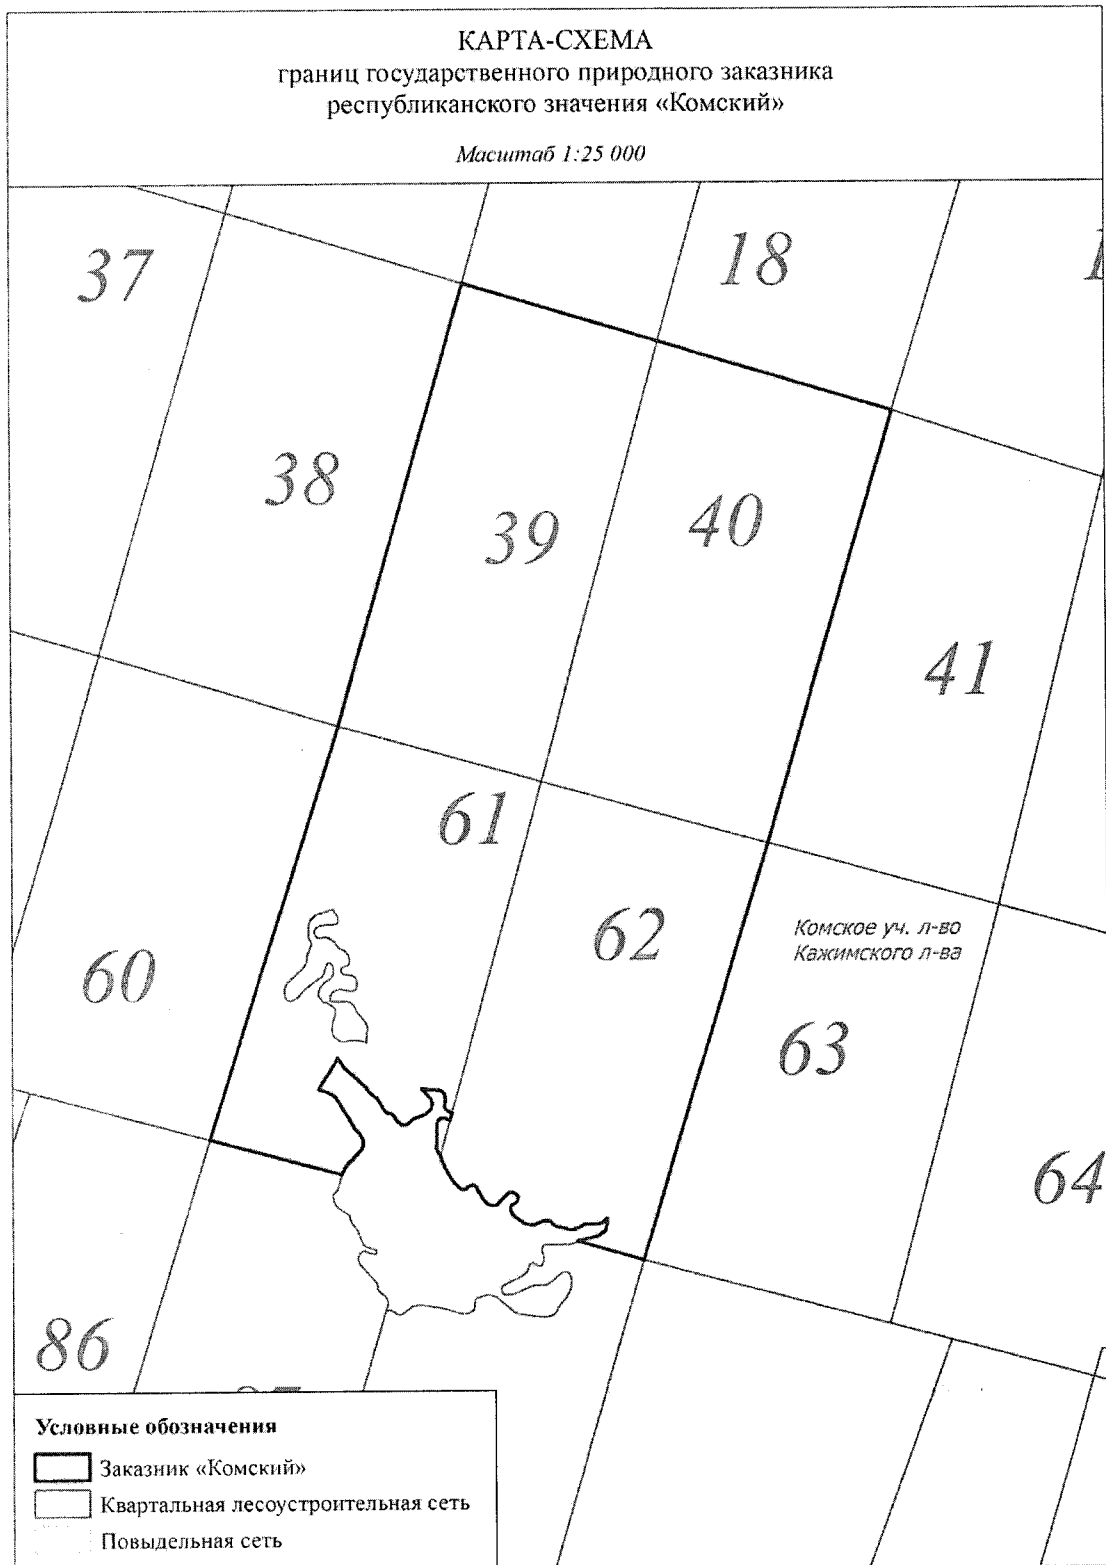 КАРТА-СХЕМА
границ государственного природного заказника
республиканского значения «Комский»
Масштаб 1:25 000
18
37
38
39
40
41
61
62
Комское уч. л-во
Кажимского л-ва
60
63
64
86
Условные обозначения
Заказник «Комский»
Квартальная лесоустроительная сеть
Повыдельная сеть